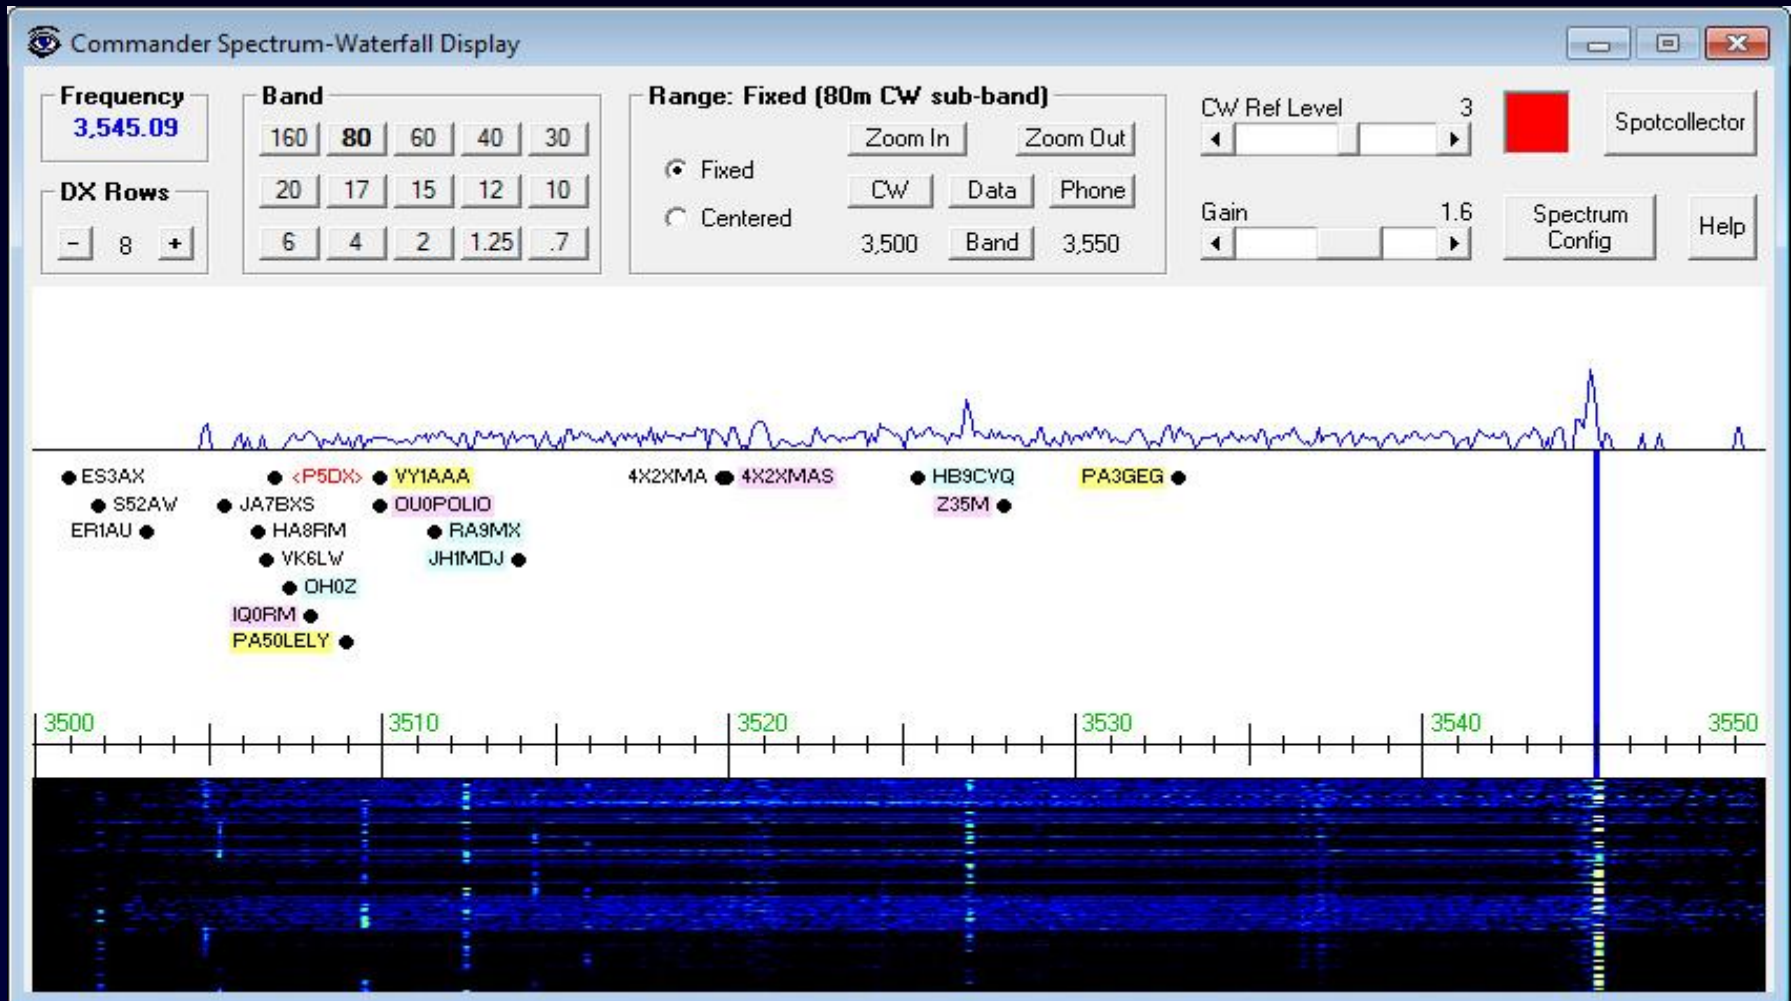 Commander Spectrum-Waterfall Display
Frequency
3,545.09
DX Rows
- 8 +
Band
160 80 60 40 30
20 17 15 12 10
6 4 2 1.25 .7
Range: Fixed (80m CW sub-band)
Fixed
Centered
Zoom In Zoom Out
CW Data Phone
3,500 Band 3,550
CW Ref Level 3
Gain 1.6
Spotcollector
Spectrum
Config
Help
ES3AX <P5DX> VY1AAA 4X2XMA 4X2XMAS HB9CVQ PA3GEG
S52AW JA7BXS OU0POLIO Z35M
ER1AU HA8RM RA9MX
VK6LW JH1MDJ
OH0Z
IQ0RM
PA50LELY
3500 3510 3520 3530 3540 3550